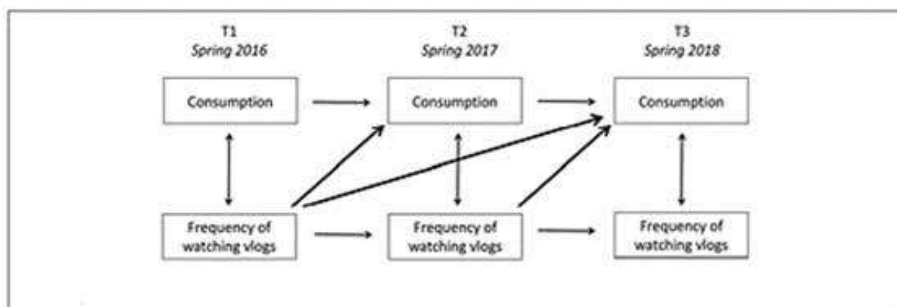 T1
Spring 2016
T2
Spring 2017
T3
Spring 2018
Consumption
Consumption
Consumption
Frequency of
watching vlogs
Frequency of
watching vlogs
Frequency of
watching vlogs